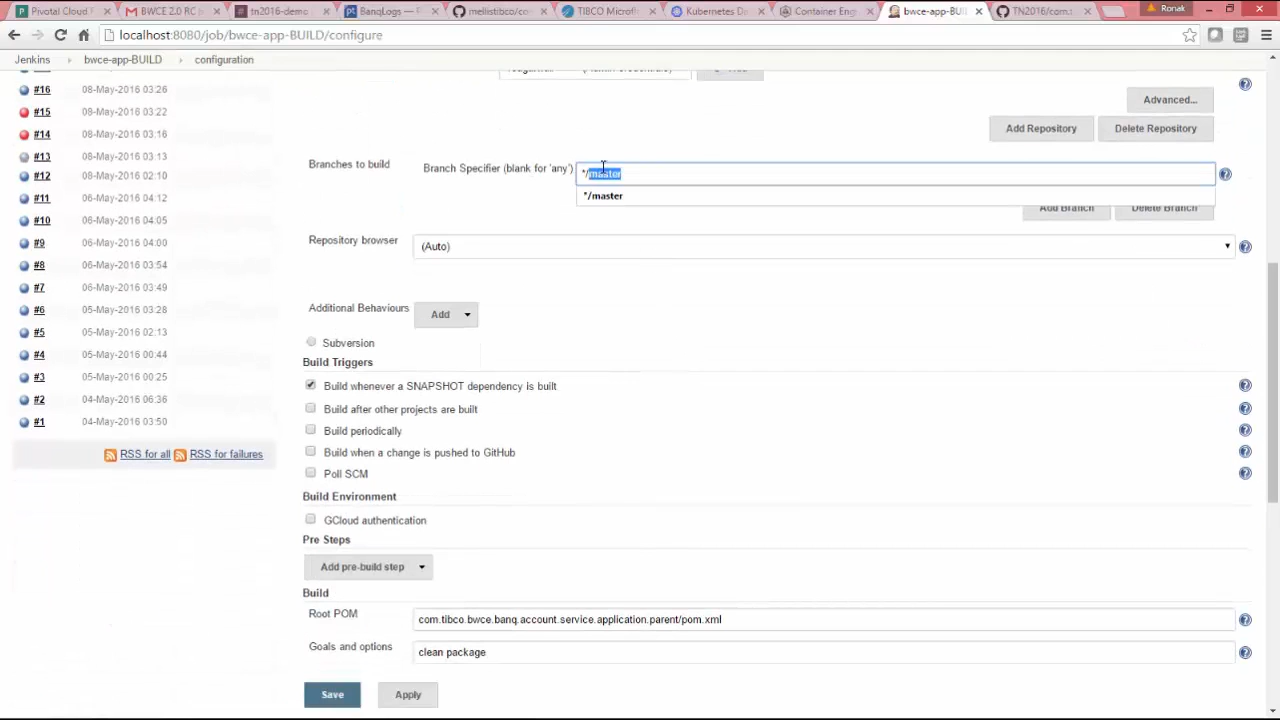 Pivotal Cloud F
BWCE 2.0 RC
tn2016-demo
BanqLogs —
mellistibco/co
TIBCO Microfl
Kubernetes Da
Container Eng
bwce-app-BUI
TN2016/com.t
Ronak
localhost:8080/job/bwce-app-BUILD/configure
Jenkins bwce-app-BUILD configuration
#16 08-May-2016 03:26
#15 08-May-2016 03:22
Advanced...
#14 08-May-2016 03:16
Add Repository Delete Repository
#13 08-May-2016 03:13
Branches to build Branch Specifier (blank for 'any') */master
#12 08-May-2016 02:10
#11 06-May-2016 04:12
*/master
Add Branch Delete Branch
#10 06-May-2016 04:05
#9 06-May-2016 04:00
Repository browser (Auto)
#8 06-May-2016 03:54
#7 06-May-2016 03:49
#6 05-May-2016 03:28
Additional Behaviours Add
#5 05-May-2016 02:13
Subversion
#4 05-May-2016 00:44
Build Triggers
#3 05-May-2016 00:25
Build whenever a SNAPSHOT dependency is built
#2 04-May-2016 06:36
Build after other projects are built
#1 04-May-2016 03:50
Build periodically
RSS for all RSS for failures
Build when a change is pushed to GitHub
Poll SCM
Build Environment
GCloud authentication
Pre Steps
Add pre-build step
Build
Root POM com.tibco.bwce.banq.account.service.application.parent/pom.xml
Goals and options clean package
Save Apply